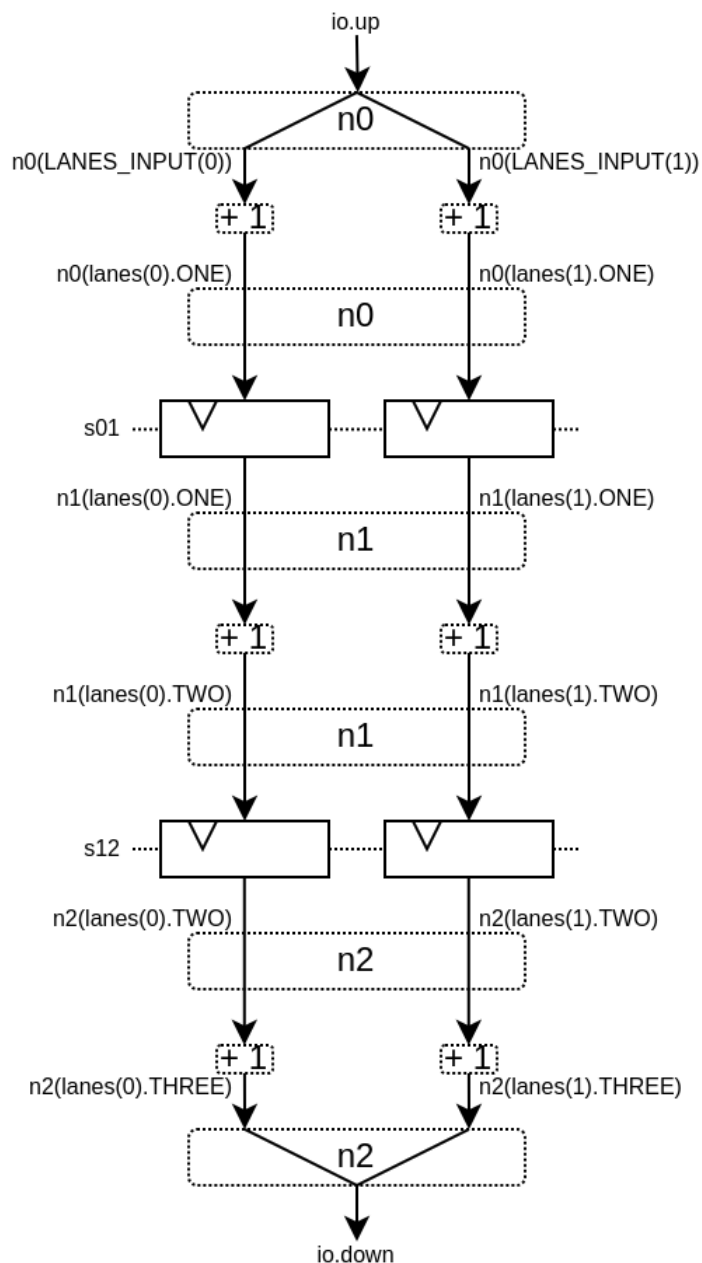 io.up
n0
n0(LANES_INPUT(0)) n0(LANES_INPUT(1))
+ 1 + 1
n0(lanes(0).ONE) n0(lanes(1).ONE)
n0
s01
n1(lanes(0).ONE) n1(lanes(1).ONE)
n1
+ 1 + 1
n1(lanes(0).TWO) n1(lanes(1).TWO)
n1
s12
n2(lanes(0).TWO) n2(lanes(1).TWO)
n2
+ 1 + 1
n2(lanes(0).THREE) n2(lanes(1).THREE)
n2
io.down